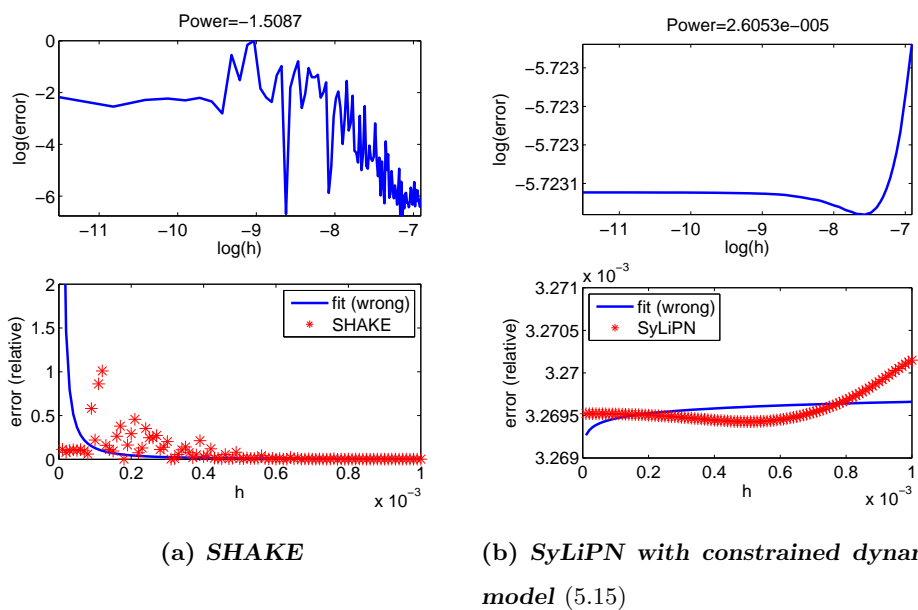 Power=−1.5087
0
−2
−4
−6
log(error)
−11
−10
−9
−8
−7
log(h)
2
1.5
1
0.5
0
error (relative)
fit (wrong)
SHAKE
0
0.2
0.4
0.6
0.8
1
h
x 10⁻³
(a) SHAKE
Power=2.6053e−005
−5.723
−5.723
−5.723
−5.7231
log(error)
−11
−10
−9
−8
−7
log(h)
x 10⁻³
3.271
3.2705
3.27
3.2695
3.269
error (relative)
fit (wrong)
SyLiPN
0
0.2
0.4
0.6
0.8
1
h
x 10⁻³
(b) SyLiPN with constrained dynam
model (5.15)